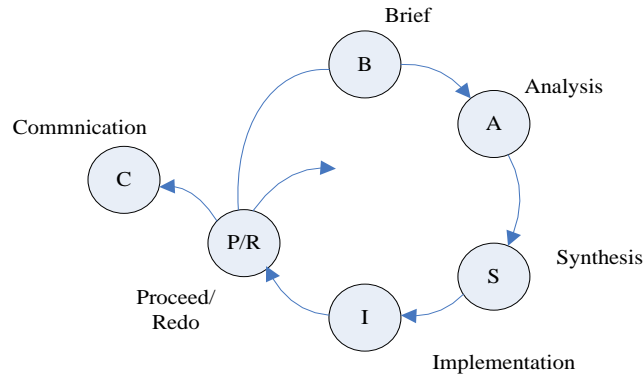 Brief
B
Analysis
A
Commnication
C
P/R
Synthesis
S
Proceed/
Redo
I
Implementation